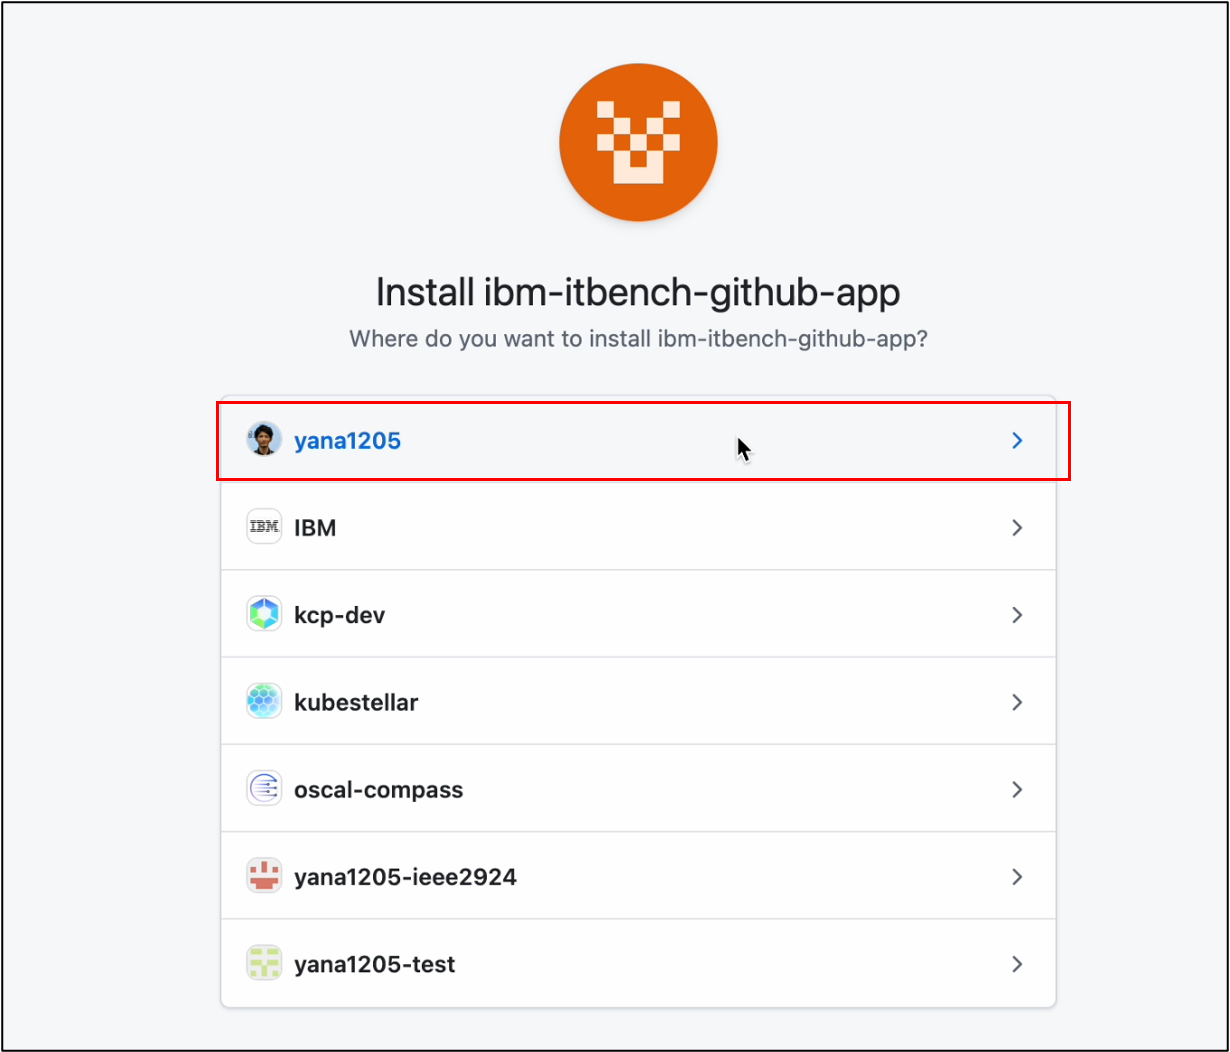 Install ibm-itbench-github-app
Where do you want to install ibm-itbench-github-app?
yana1205
IBM IBM
kcp-dev
kubestellar
oscal-compass
yana1205-ieee2924
yana1205-test